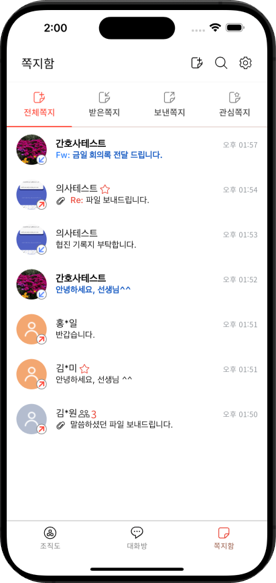 2:00
쪽지함
전체쪽지
받은쪽지
보낸쪽지
관심쪽지
간호사테스트 오후 01:57
Fw: 금일 회의록 전달 드립니다.
의사테스트 오후 01:54
Re: 파일 보내드립니다.
의사테스트 오후 01:53
협진 기록지 부탁합니다.
간호사테스트 오후 01:52
안녕하세요, 선생님^^
홍*일 오후 01:51
반갑습니다.
김*미 오후 01:51
안녕하세요, 선생님 ^^
김*원 3 오후 01:50
말씀하셨던 파일 보내드립니다.
조직도
대화방
쪽지함